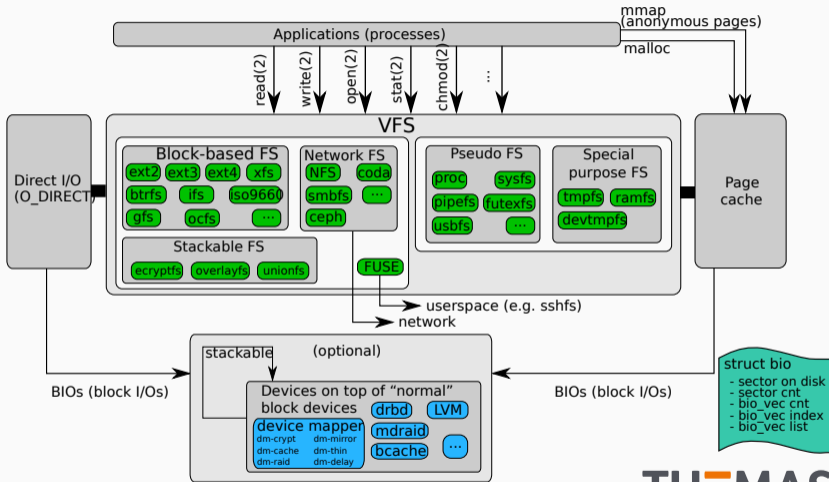 mmap
(anonymous pages)
Applications (processes)
malloc
read(2)
write(2)
open(2)
stat(2)
chmod(2)
...
VFS
Direct I/O
(O_DIRECT)
Block-based FS
ext2 ext3 ext4 xfs
btrfs ifs iso9660
gfs ocfs ...
Network FS
NFS coda
smbfs ...
ceph
Pseudo FS
proc sysfs
pipefs futexfs
usbfs ...
Special
purpose FS
tmpfs ramfs
devtmpfs
Page
cache
Stackable FS
ecryptfs overlayfs unionfs
FUSE
userspace (e.g. sshfs)
network
stackable (optional)
BIOs (block I/Os)
Devices on top of “normal”
block devices
drbd LVM
device mapper
dm-crypt dm-mirror
dm-cache dm-thin
dm-raid dm-delay
mdraid
bcache ...
BIOs (block I/Os)
struct bio
- sector on disk
- sector cnt
- bio_vec cnt
- bio_vec index
- bio_vec list